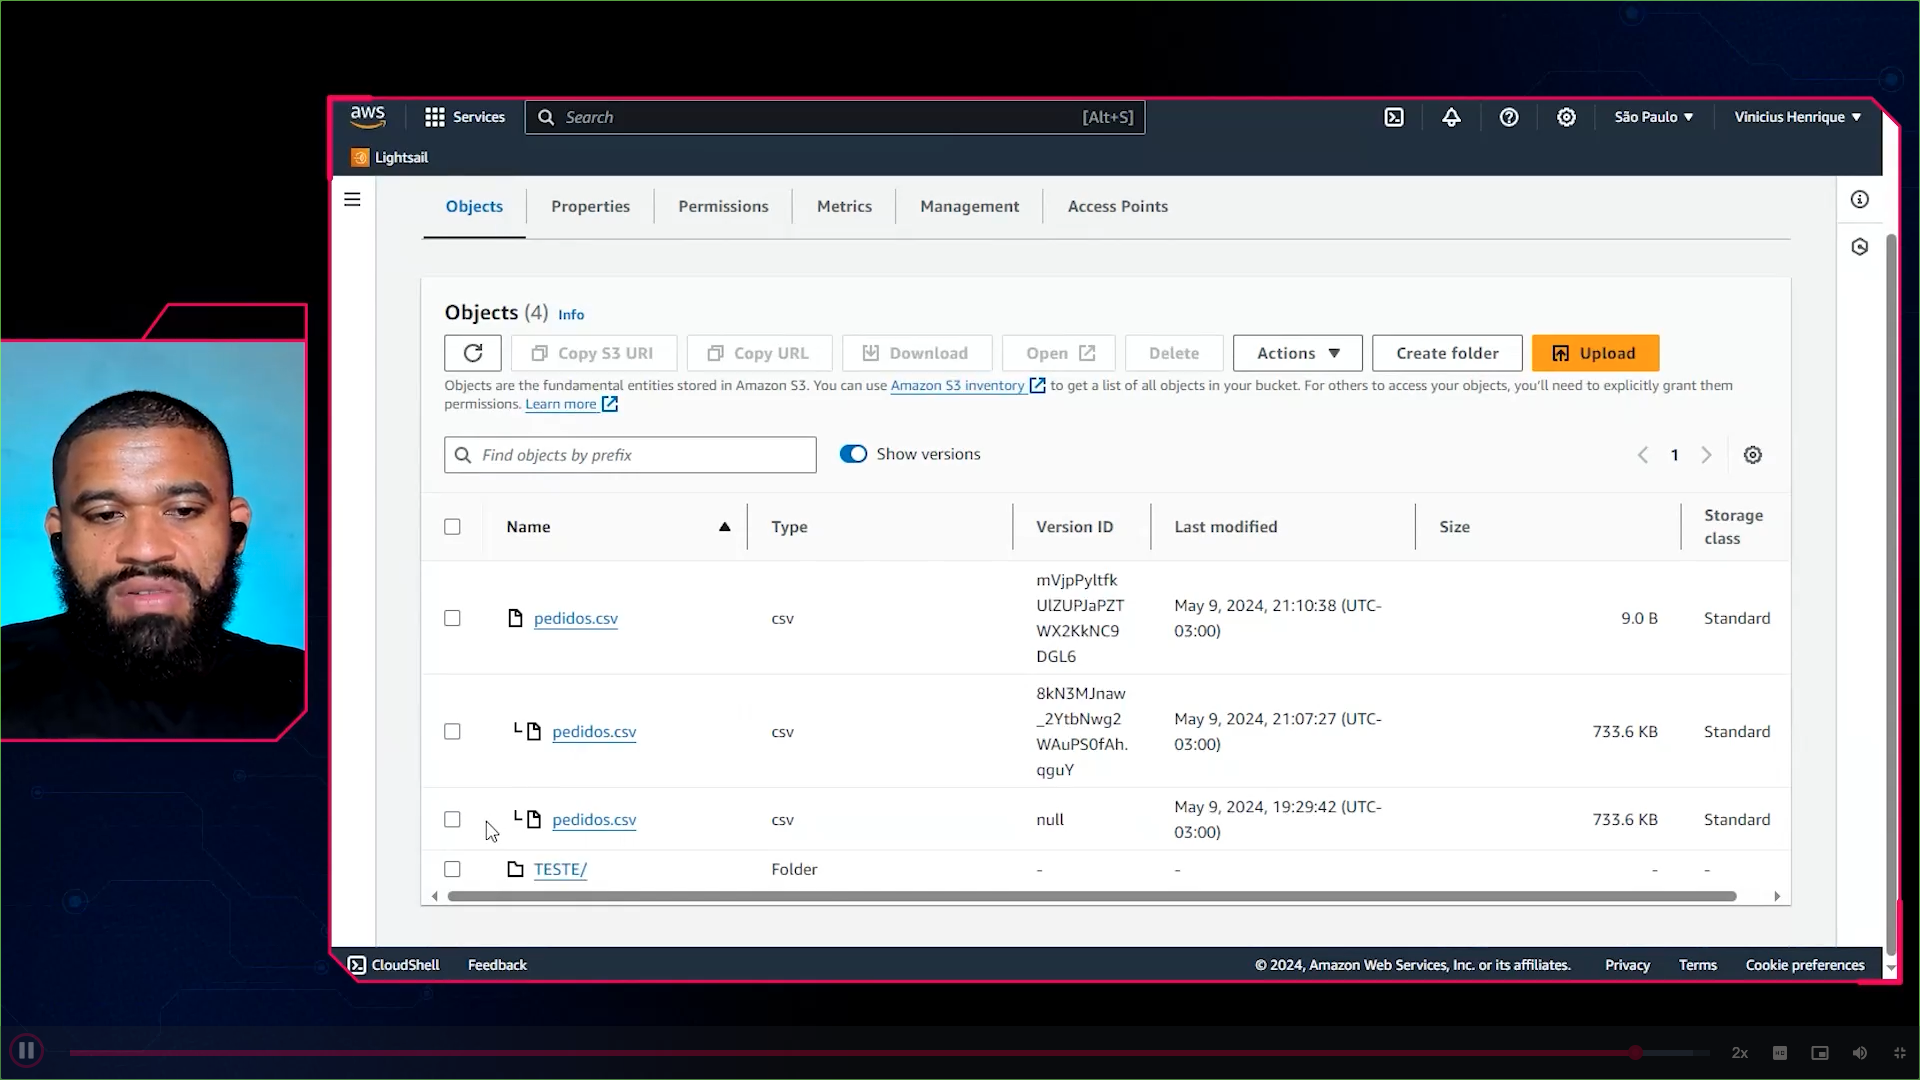 aws
Services
Search
[Alt+S]
São Paulo ▼
Vinicius Henrique ▼
Lightsail
Objects
Properties
Permissions
Metrics
Management
Access Points
Objects (4)
Info
Copy S3 URI
Copy URL
Download
Open
Delete
Actions ▼
Create folder
Upload
Objects are the fundamental entities stored in Amazon S3. You can use Amazon S3 inventory to get a list of all objects in your bucket. For others to access your objects, you'll need to explicitly grant them
permissions. Learn more
Find objects by prefix
Show versions
1
Name
Type
Version ID
Last modified
Size
Storage
class
pedidos.csv
csv
mVjpPyltfk
UlZUPJaPZT
WX2KkNC9
DGL6
May 9, 2024, 21:10:38 (UTC-
03:00)
9.0 B
Standard
pedidos.csv
csv
8kN3MJnaw
_2YtbNwg2
WAuPS0fAh.
qguY
May 9, 2024, 21:07:27 (UTC-
03:00)
733.6 KB
Standard
pedidos.csv
csv
null
May 9, 2024, 19:29:42 (UTC-
03:00)
733.6 KB
Standard
TESTE/
Folder
-
-
-
-
CloudShell
Feedback
© 2024, Amazon Web Services, Inc. or its affiliates.
Privacy
Terms
Cookie preferences
2x